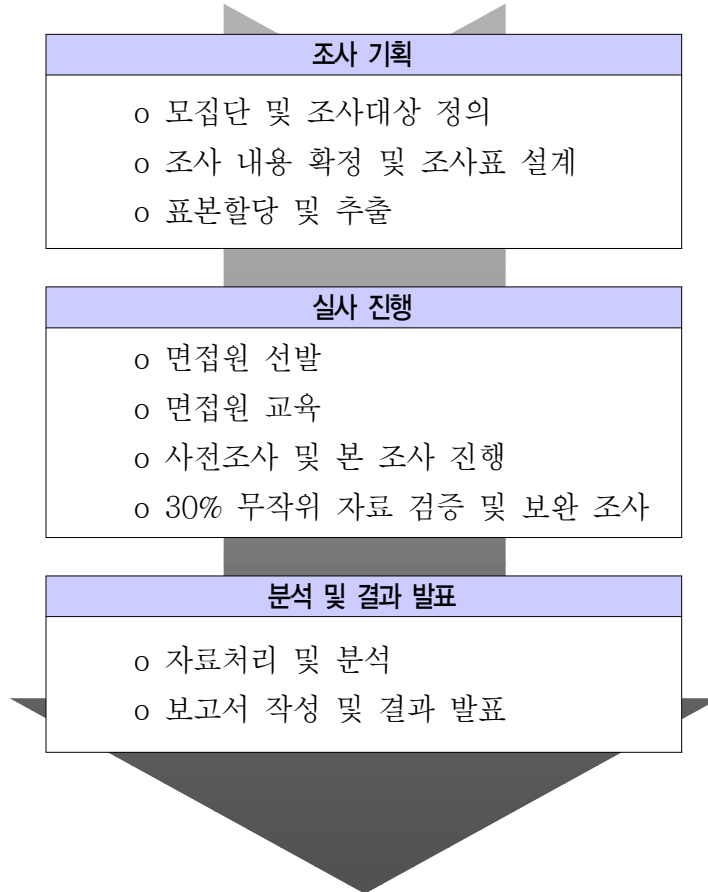 조사 기획
o 모집단 및 조사대상 정의
o 조사 내용 확정 및 조사표 설계
o 표본할당 및 추출
실사 진행
o 면접원 선발
o 면접원 교육
o 사전조사 및 본 조사 진행
o 30% 무작위 자료 검증 및 보완 조사
분석 및 결과 발표
o 자료처리 및 분석
o 보고서 작성 및 결과 발표